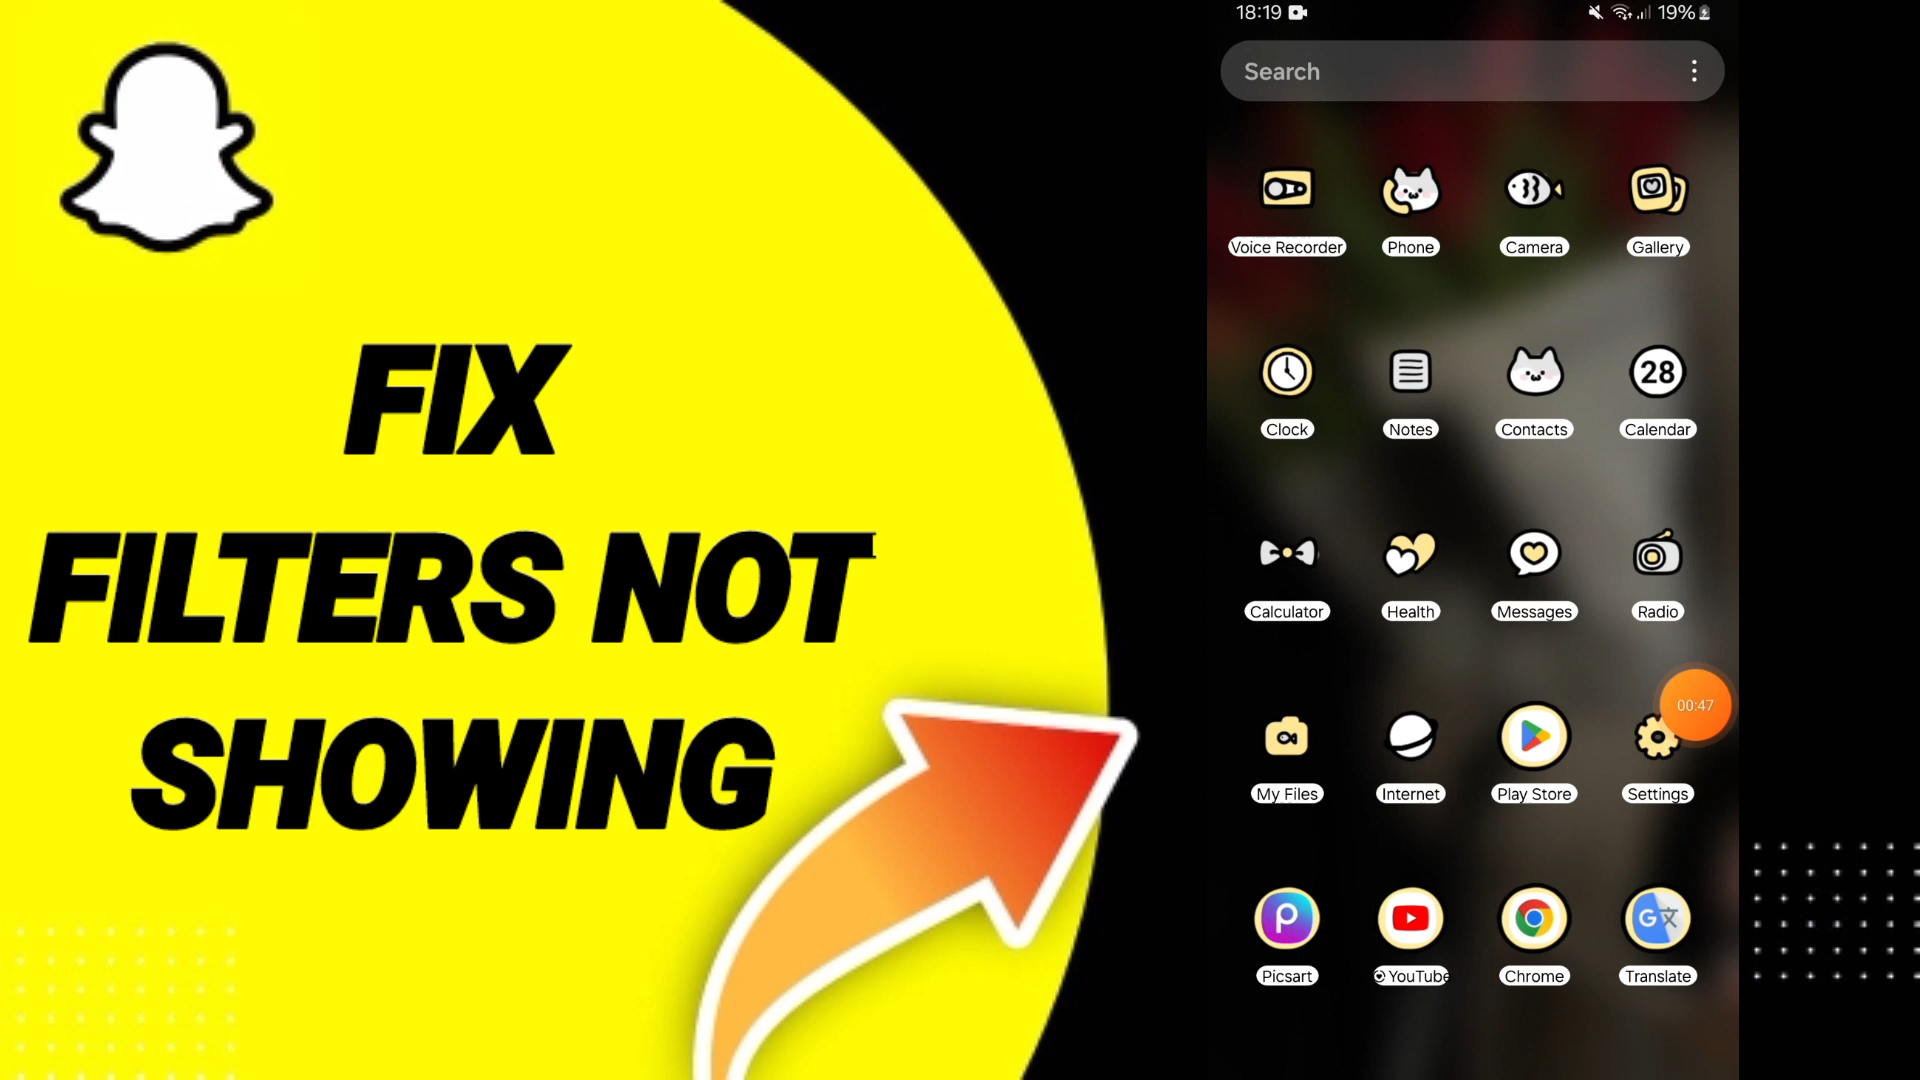 FIX
FILTERS NOT
SHOWING
18:19
19%
Search
Voice Recorder
Phone
Camera
Gallery
28
Clock
Notes
Contacts
Calendar
Calculator
Health
Messages
Radio
00:47
My Files
Internet
Play Store
Settings
Picsart
YouTube
Chrome
Translate